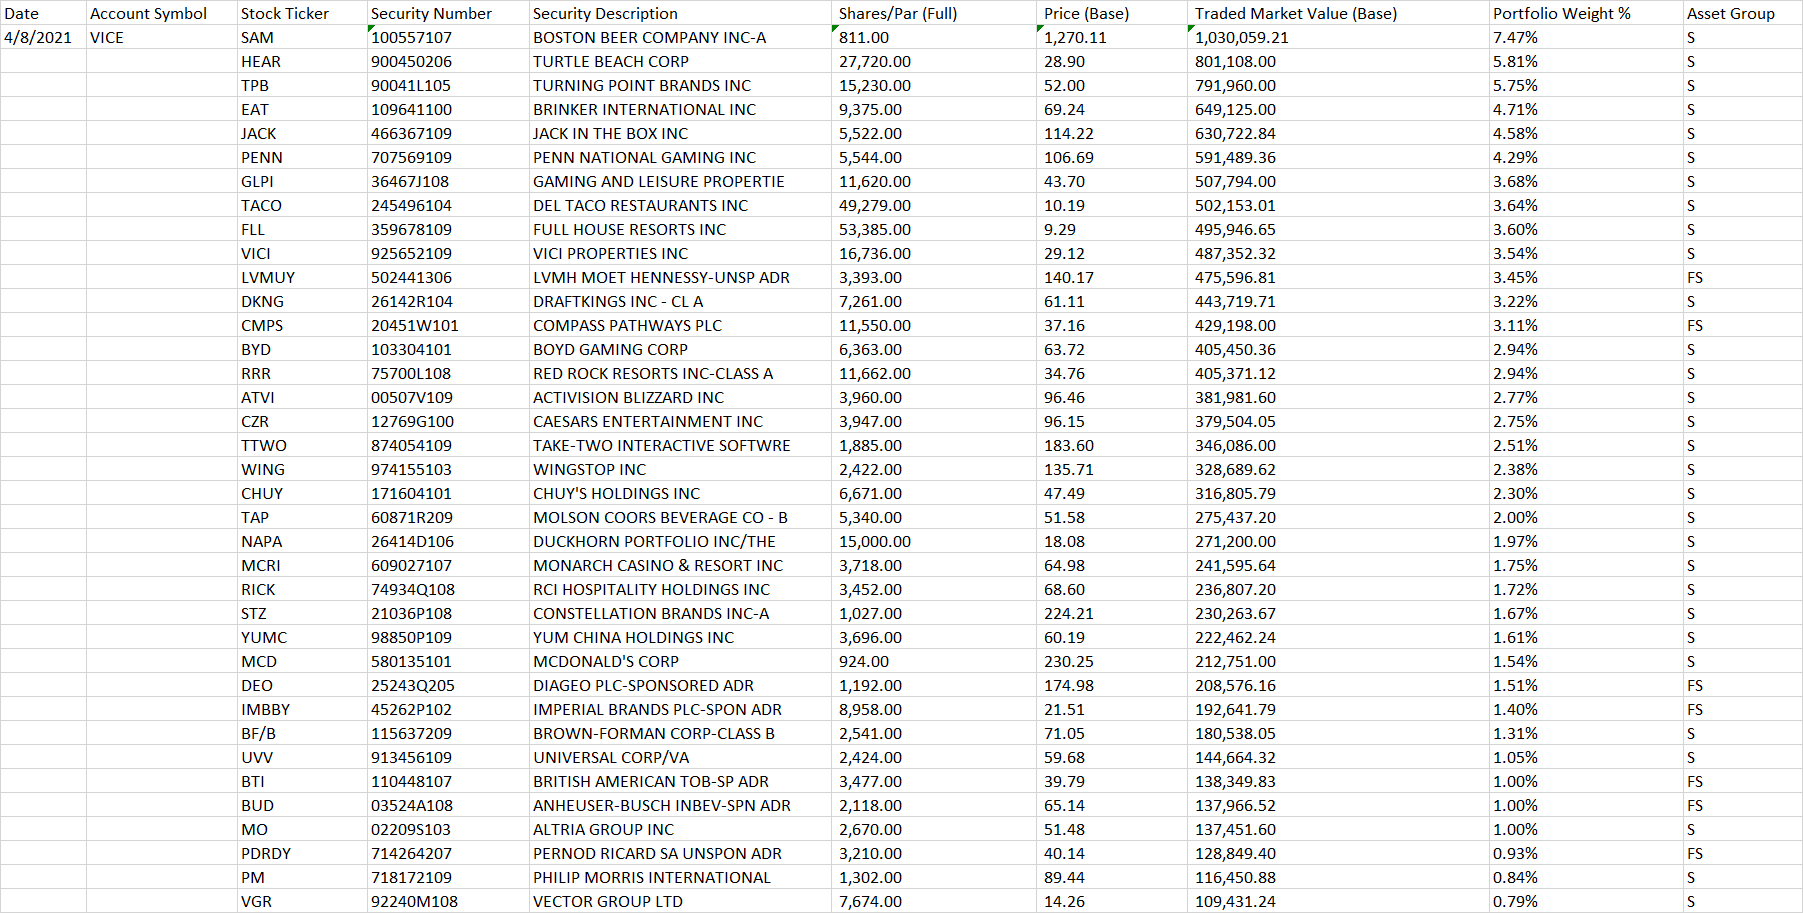 Date Account Symbol Stock Ticker Security Number Security Description Shares/Par (Full) Price (Base) Traded Market Value (Base) Portfolio Weight % Asset Group
4/8/2021 VICE SAM 100557107 BOSTON BEER COMPANY INC-A 811.00 1,270.11 1,030,059.21 7.47% S
HEAR 900450206 TURTLE BEACH CORP 27,720.00 28.90 801,108.00 5.81% S
TPB 90041L105 TURNING POINT BRANDS INC 15,230.00 52.00 791,960.00 5.75% S
EAT 109641100 BRINKER INTERNATIONAL INC 9,375.00 69.24 649,125.00 4.71% S
JACK 466367109 JACK IN THE BOX INC 5,522.00 114.22 630,722.84 4.58% S
PENN 707569109 PENN NATIONAL GAMING INC 5,544.00 106.69 591,489.36 4.29% S
GLPI 36467J108 GAMING AND LEISURE PROPERTIE 11,620.00 43.70 507,794.00 3.68% S
TACO 245496104 DEL TACO RESTAURANTS INC 49,279.00 10.19 502,153.01 3.64% S
FLL 359678109 FULL HOUSE RESORTS INC 53,385.00 9.29 495,946.65 3.60% S
VICI 925652109 VICI PROPERTIES INC 16,736.00 29.12 487,352.32 3.54% S
LVMUY 502441306 LVMH MOET HENNESSY-UNSP ADR 3,393.00 140.17 475,596.81 3.45% FS
DKNG 26142R104 DRAFTKINGS INC - CL A 7,261.00 61.11 443,719.71 3.22% S
CMPS 20451W101 COMPASS PATHWAYS PLC 11,550.00 37.16 429,198.00 3.11% FS
BYD 103304101 BOYD GAMING CORP 6,363.00 63.72 405,450.36 2.94% S
RRR 75700L108 RED ROCK RESORTS INC-CLASS A 11,662.00 34.76 405,371.12 2.94% S
ATVI 00507V109 ACTIVISION BLIZZARD INC 3,960.00 96.46 381,981.60 2.77% S
CZR 12769G100 CAESARS ENTERTAINMENT INC 3,947.00 96.15 379,504.05 2.75% S
TTWO 874054109 TAKE-TWO INTERACTIVE SOFTWRE 1,885.00 183.60 346,086.00 2.51% S
WING 974155103 WINGSTOP INC 2,422.00 135.71 328,689.62 2.38% S
CHUY 171604101 CHUY'S HOLDINGS INC 6,671.00 47.49 316,805.79 2.30% S
TAP 60871R209 MOLSON COORS BEVERAGE CO - B 5,340.00 51.58 275,437.20 2.00% S
NAPA 26414D106 DUCKHORN PORTFOLIO INC/THE 15,000.00 18.08 271,200.00 1.97% S
MCRI 609027107 MONARCH CASINO & RESORT INC 3,718.00 64.98 241,595.64 1.75% S
RICK 74934Q108 RCI HOSPITALITY HOLDINGS INC 3,452.00 68.60 236,807.20 1.72% S
STZ 21036P108 CONSTELLATION BRANDS INC-A 1,027.00 224.21 230,263.67 1.67% S
YUMC 98850P109 YUM CHINA HOLDINGS INC 3,696.00 60.19 222,462.24 1.61% S
MCD 580135101 MCDONALD'S CORP 924.00 230.25 212,751.00 1.54% S
DEO 25243Q205 DIAGEO PLC-SPONSORED ADR 1,192.00 174.98 208,576.16 1.51% FS
IMBBY 45262P102 IMPERIAL BRANDS PLC-SPON ADR 8,958.00 21.51 192,641.79 1.40% FS
BF/B 115637209 BROWN-FORMAN CORP-CLASS B 2,541.00 71.05 180,538.05 1.31% S
UVV 913456109 UNIVERSAL CORP/VA 2,424.00 59.68 144,664.32 1.05% S
BTI 110448107 BRITISH AMERICAN TOB-SP ADR 3,477.00 39.79 138,349.83 1.00% FS
BUD 03524A108 ANHEUSER-BUSCH INBEV-SPN ADR 2,118.00 65.14 137,966.52 1.00% FS
MO 02209S103 ALTRIA GROUP INC 2,670.00 51.48 137,451.60 1.00% S
PDRDY 714264207 PERNOD RICARD SA UNSPON ADR 3,210.00 40.14 128,849.40 0.93% FS
PM 718172109 PHILIP MORRIS INTERNATIONAL 1,302.00 89.44 116,450.88 0.84% S
VGR 92240M108 VECTOR GROUP LTD 7,674.00 14.26 109,431.24 0.79% S